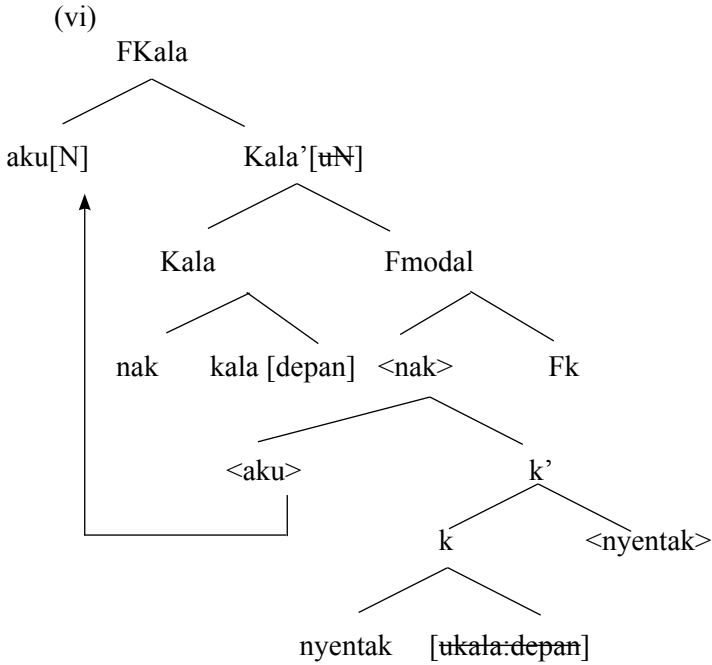 (vi)
FKala
aku[N] Kala’[uN]
Kala Fmodal
nak kala [depan] <nak> Fk
<aku> k’
k <nyentak>
nyentak [ukala:depan]